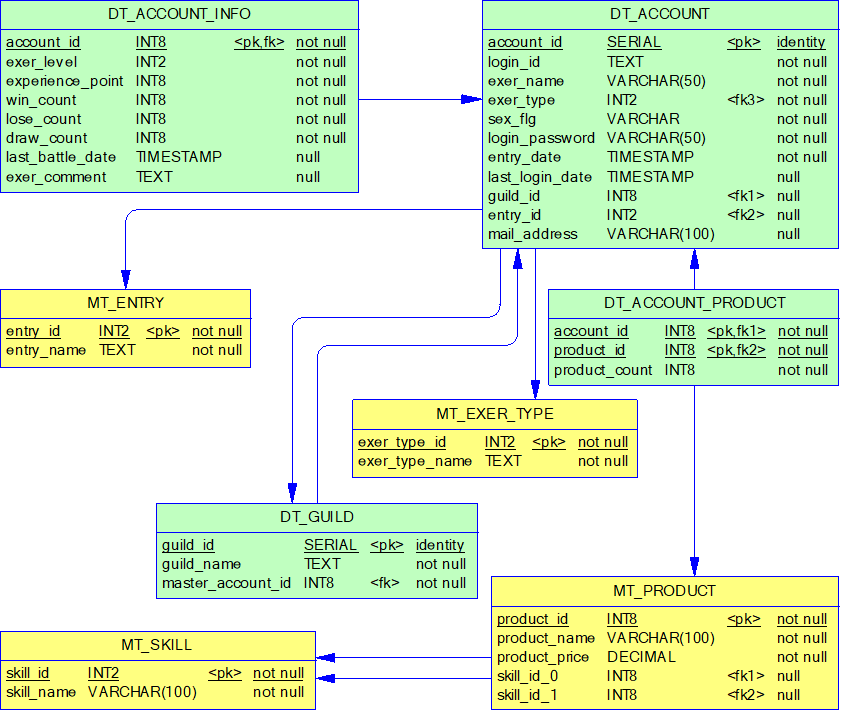 DT_ACCOUNT_INFO
account_id INT8 <pk,fk> not null
exer_level INT2 not null
experience_point INT8 not null
win_count INT8 not null
lose_count INT8 not null
draw_count INT8 not null
last_battle_date TIMESTAMP null
exer_comment TEXT null
DT_ACCOUNT
account_id SERIAL <pk> identity
login_id TEXT not null
exer_name VARCHAR(50) not null
exer_type INT2 <fk3> not null
sex_flg VARCHAR not null
login_password VARCHAR(50) not null
entry_date TIMESTAMP not null
last_login_date TIMESTAMP null
guild_id INT8 <fk1> null
entry_id INT2 <fk2> null
mail_address VARCHAR(100) null
MT_ENTRY
entry_id INT2 <pk> not null
entry_name TEXT not null
DT_ACCOUNT_PRODUCT
account_id INT8 <pk,fk1> not null
product_id INT8 <pk,fk2> not null
product_count INT8 not null
MT_EXER_TYPE
exer_type_id INT2 <pk> not null
exer_type_name TEXT not null
DT_GUILD
guild_id SERIAL <pk> identity
guild_name TEXT not null
master_account_id INT8 <fk> not null
MT_PRODUCT
product_id INT8 <pk> not null
product_name VARCHAR(100) not null
product_price DECIMAL not null
skill_id_0 INT8 <fk1> null
skill_id_1 INT8 <fk2> null
MT_SKILL
skill_id INT2 <pk> not null
skill_name VARCHAR(100) not null